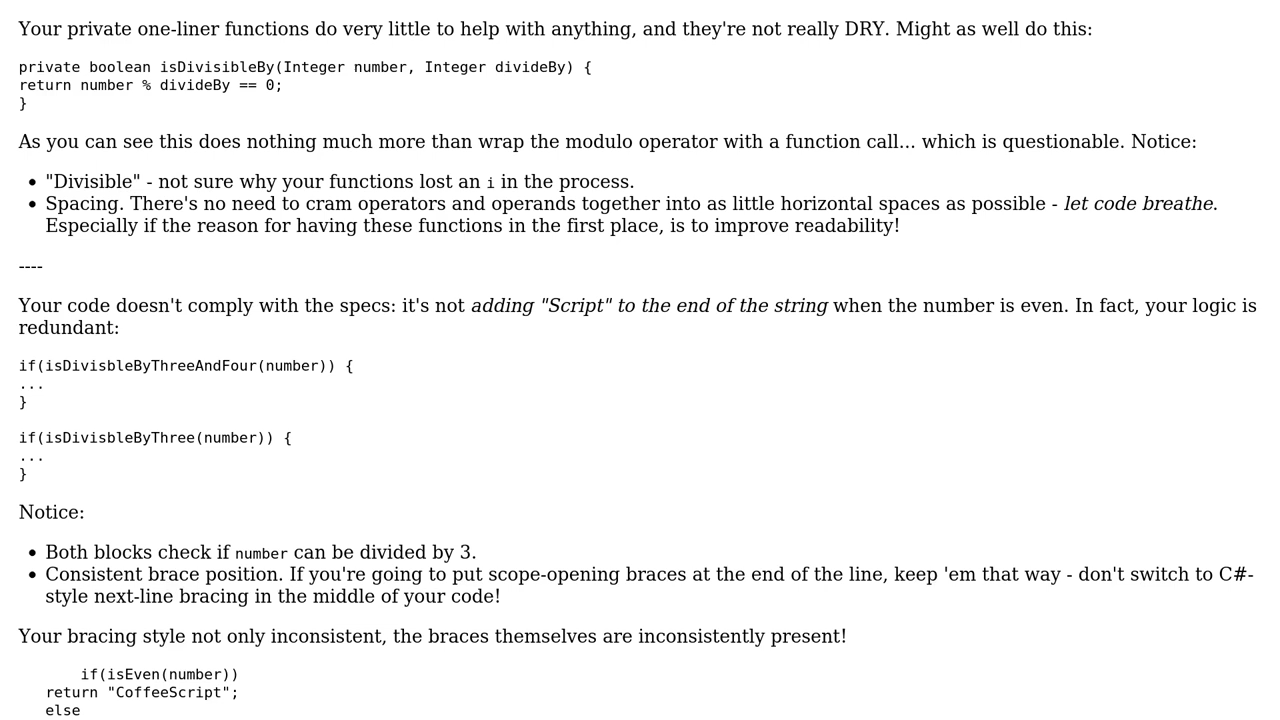 Your private one-liner functions do very little to help with anything, and they're not really DRY. Might as well do this:
private boolean isDivisibleBy(Integer number, Integer divideBy) {
return number % divideBy == 0;
}
As you can see this does nothing much more than wrap the modulo operator with a function call... which is questionable. Notice:
• "Divisible" - not sure why your functions lost an i in the process.
• Spacing. There's no need to cram operators and operands together into as little horizontal spaces as possible - let code breathe.
Especially if the reason for having these functions in the first place, is to improve readability!
----
Your code doesn't comply with the specs: it's not adding "Script" to the end of the string when the number is even. In fact, your logic is
redundant:
if(isDivisbleByThreeAndFour(number)) {
...
}
if(isDivisbleByThree(number)) {
...
}
Notice:
• Both blocks check if number can be divided by 3.
• Consistent brace position. If you're going to put scope-opening braces at the end of the line, keep 'em that way - don't switch to C#-
style next-line bracing in the middle of your code!
Your bracing style not only inconsistent, the braces themselves are inconsistently present!
if(isEven(number))
return "CoffeeScript";
else